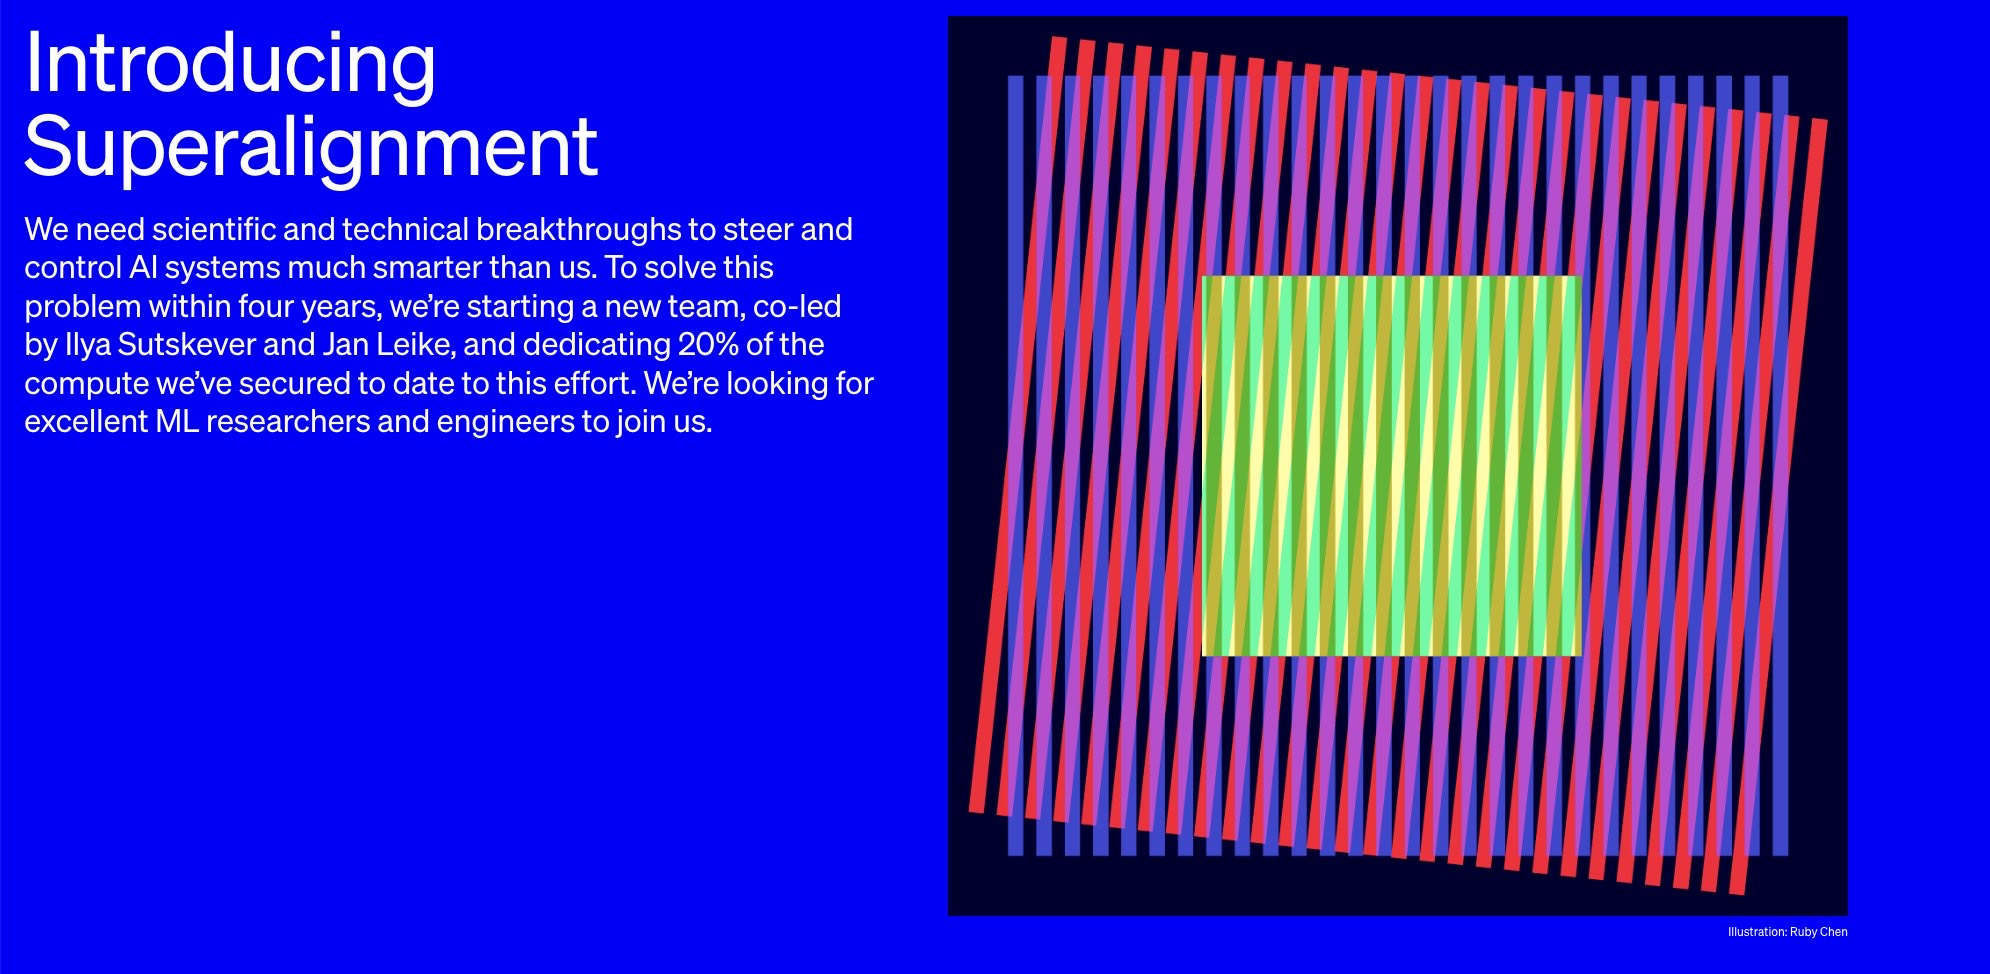 Introducing
Superalignment
We need scientific and technical breakthroughs to steer and
control AI systems much smarter than us. To solve this
problem within four years, we’re starting a new team, co-led
by Ilya Sutskever and Jan Leike, and dedicating 20% of the
compute we’ve secured to date to this effort. We’re looking for
excellent ML researchers and engineers to join us.
Illustration: Ruby Chen